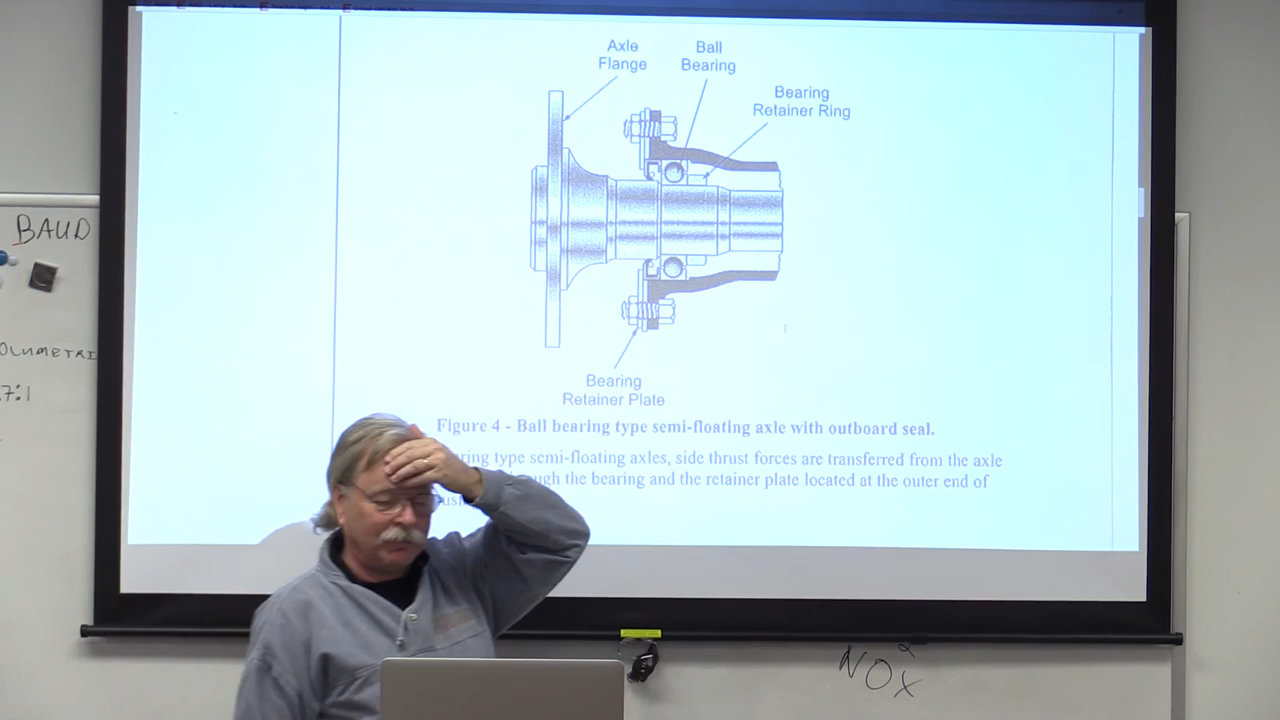 Axle
Flange
Ball
Bearing
Bearing
Retainer Ring
Bearing
Retainer Plate
Figure 4 - Ball bearing type semi-floating axle with outboard seal.
type semi-floating axles, side thrust forces are transferred from the axle
the bearing and the retainer plate located at the outer end of
BAUD
7:1
NOx